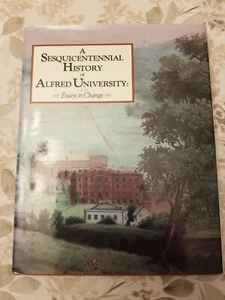 A
SESQUICENTENNIAL
HISTORY
of
ALFRED UNIVERSITY:
Essays in Change